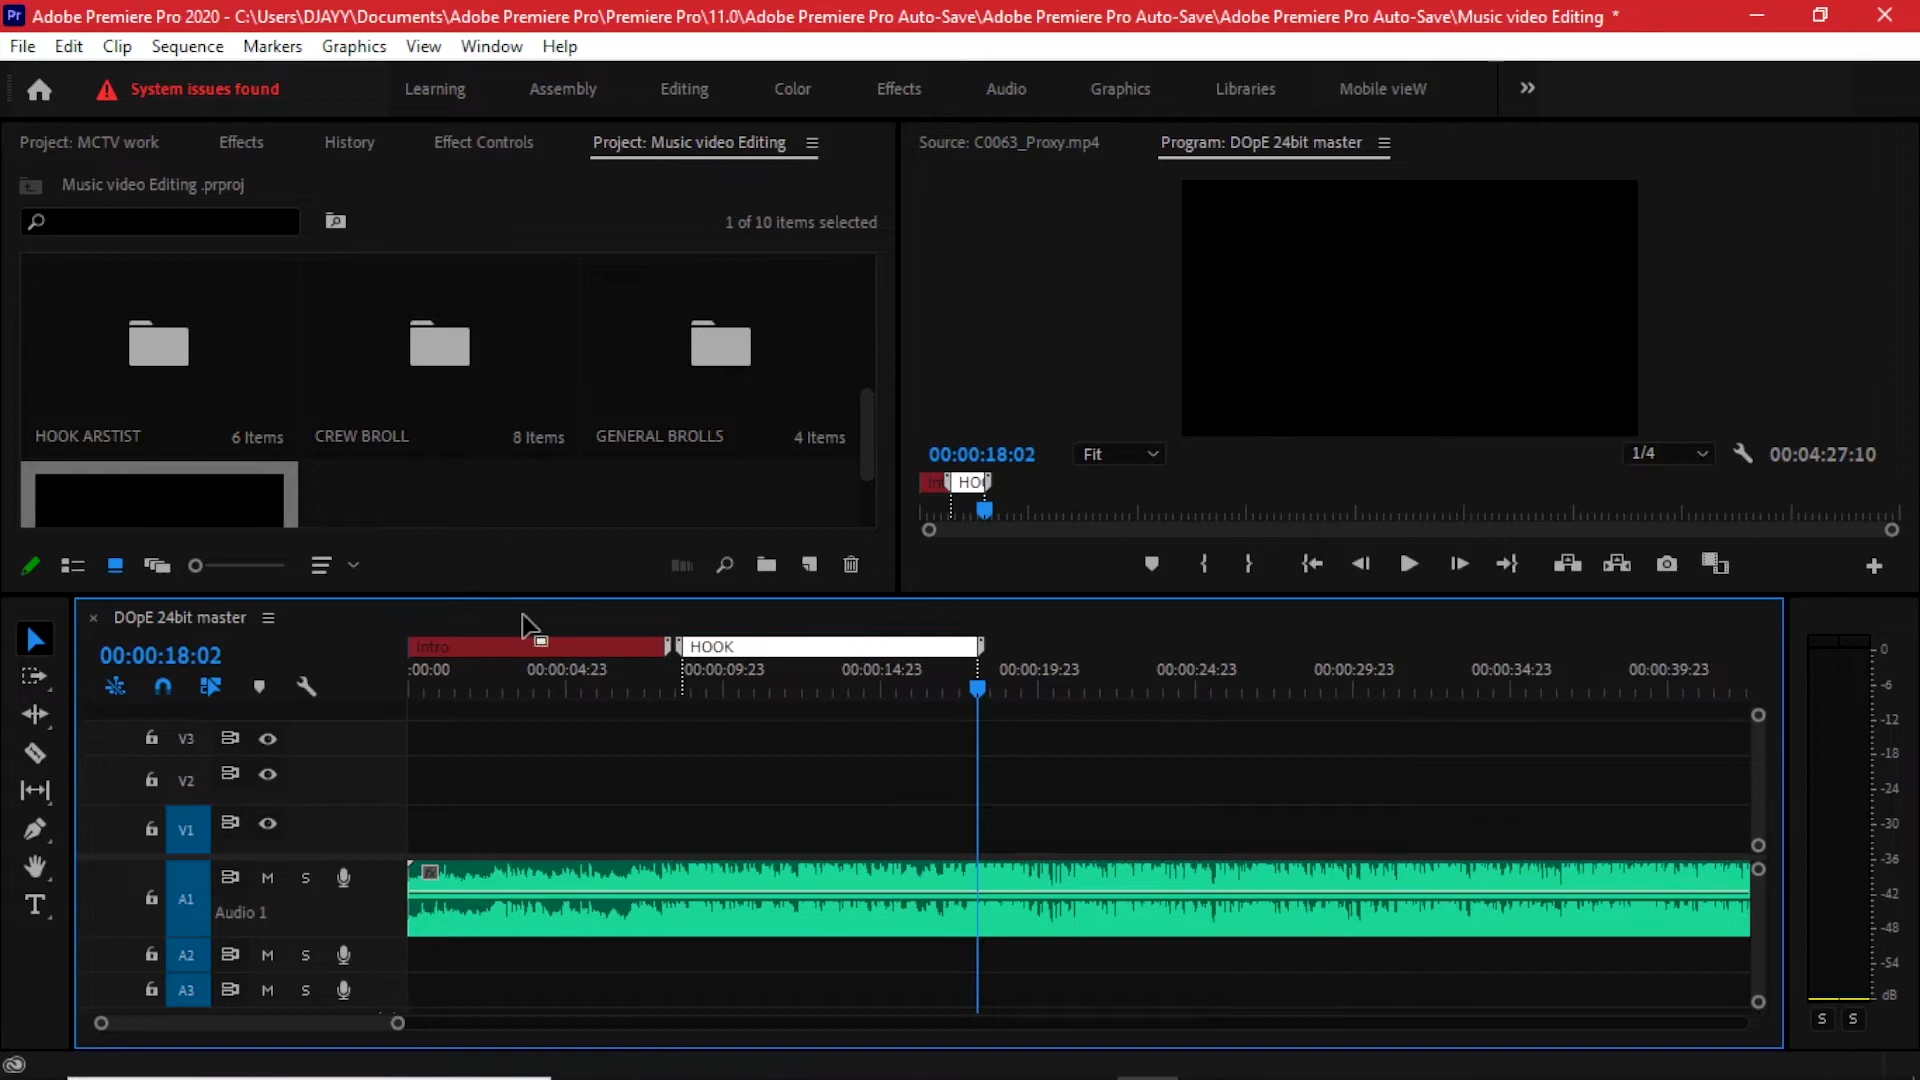 Pr Adobe Premiere Pro 2020 - C:\Users\DJAYY\Documents\Adobe Premiere Pro\Premiere Pro\11.0\Adobe Premiere Pro Auto-Save\Adobe Premiere Pro Auto-Save\Adobe Premiere Pro Auto-Save\Music video Editing *
File Edit Clip Sequence Markers Graphics View Window Help
System issues found Learning Assembly Editing Color Effects Audio Graphics Libraries Mobile vieW
Project: MCTV work Effects History Effect Controls Project: Music video Editing
Source: C0063_Proxy.mp4 Program: DOpE 24bit master
Music video Editing .prproj
1 of 10 items selected
HOOK ARSTIST 6 Items CREW BROLL 8 Items GENERAL BROLLS 4 Items
00:00:18:02 Fit 1/4 00:04:27:10
Int HO
DOpE 24bit master
00:00:18:02
Intro HOOK
:00:00 00:00:04:23 00:00:09:23 00:00:14:23 00:00:19:23 00:00:24:23 00:00:29:23 00:00:34:23 00:00:39:23
V3
V2
V1
A1 M S
Audio 1
fx
A2 M S
A3 M S
0
-6
-12
-18
-24
-30
-36
-42
-48
-54
dB
S S